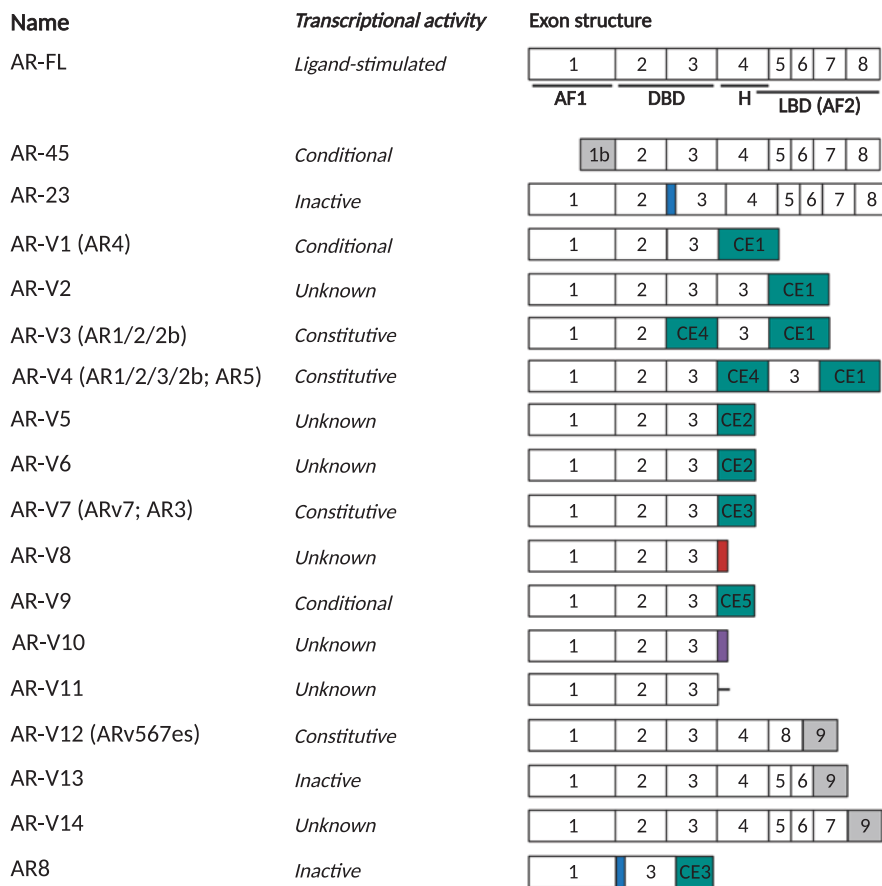 Name Transcriptional activity Exon structure
AR-FL Ligand-stimulated 1 2 3 4 5 6 7 8
AF1 DBD H LBD (AF2)
AR-45 Conditional 1b 2 3 4 5 6 7 8
AR-23 Inactive 1 2 3 4 5 6 7 8
AR-V1 (AR4) Conditional 1 2 3 CE1
AR-V2 Unknown 1 2 3 3 CE1
AR-V3 (AR1/2/2b) Constitutive 1 2 CE4 3 CE1
AR-V4 (AR1/2/3/2b; AR5) Constitutive 1 2 3 CE4 3 CE1
AR-V5 Unknown 1 2 3 CE2
AR-V6 Unknown 1 2 3 CE2
AR-V7 (ARv7; AR3) Constitutive 1 2 3 CE3
AR-V8 Unknown 1 2 3
AR-V9 Conditional 1 2 3 CE5
AR-V10 Unknown 1 2 3
AR-V11 Unknown 1 2 3
AR-V12 (ARv567es) Constitutive 1 2 3 4 8 9
AR-V13 Inactive 1 2 3 4 5 6 9
AR-V14 Unknown 1 2 3 4 5 6 7 9
AR8 Inactive 1 3 CE3